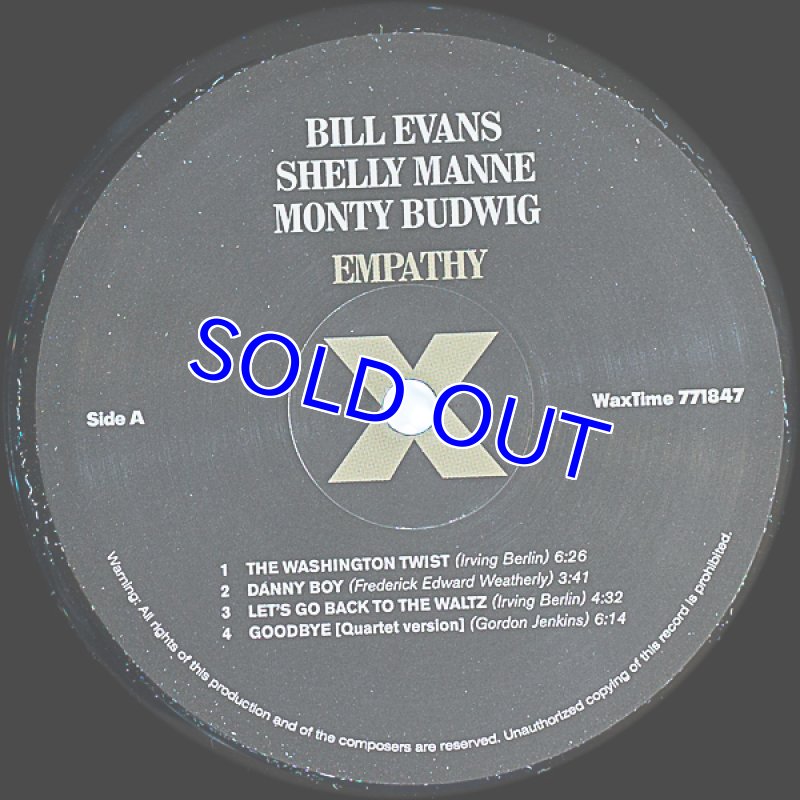 BILL EVANS
SHELLY MANNE
MONTY BUDWIG
EMPATHY
X
SOLD OUT
Side A
WaxTime 771847
1 THE WASHINGTON TWIST (Irving Berlin) 6:26
2 DANNY BOY (Frederick Edward Weatherly) 3:41
3 LET'S GO BACK TO THE WALTZ (Irving Berlin) 4:32
4 GOODBYE [Quartet version] (Gordon Jenkins) 6:14
Warning: All rights of this production and of the composers are reserved. Unauthorized copying of this record is prohibited.